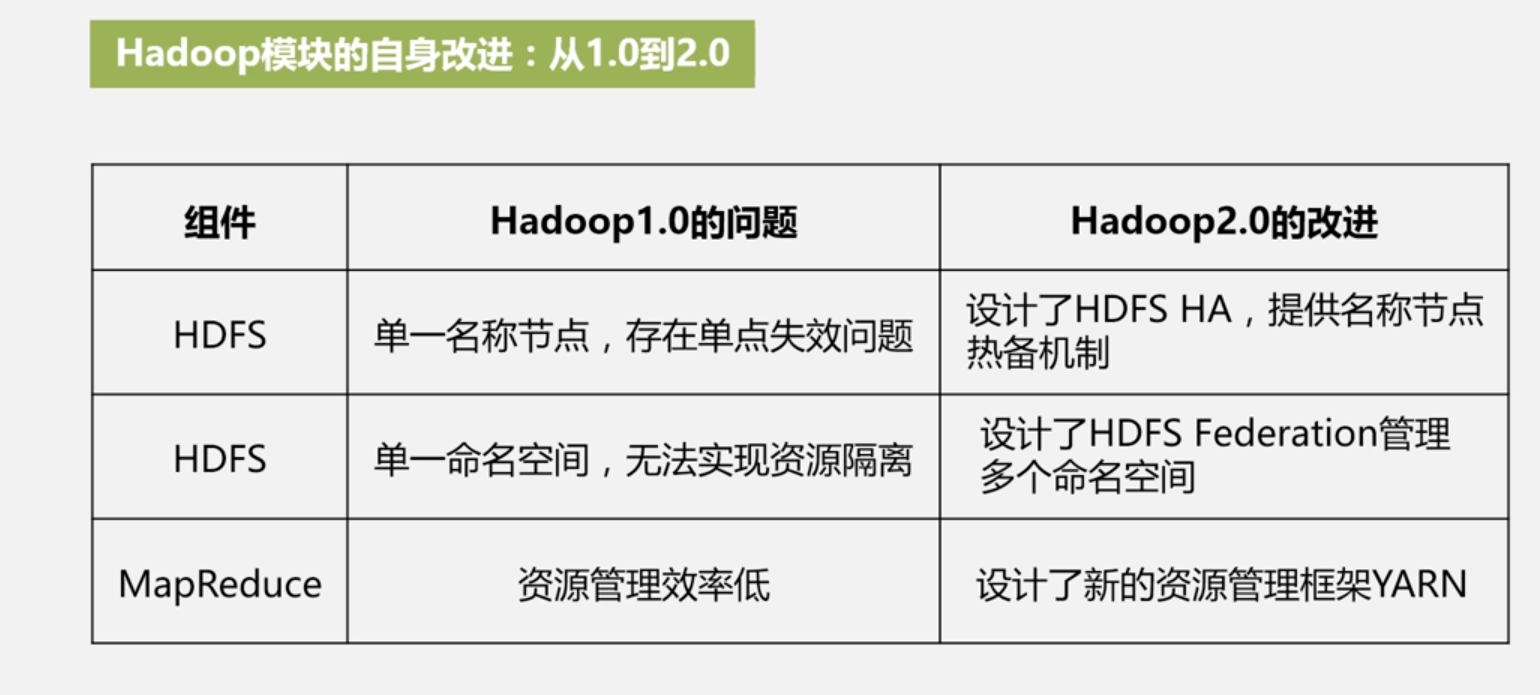 Hadoop模块的自身改进：从1.0到2.0
组件
Hadoop1.0的问题
Hadoop2.0的改进
HDFS
单一名称节点，存在单点失效问题
设计了HDFS HA，提供名称节点
热备机制
HDFS
单一命名空间，无法实现资源隔离
设计了HDFS Federation管理
多个命名空间
MapReduce
资源管理效率低
设计了新的资源管理框架YARN